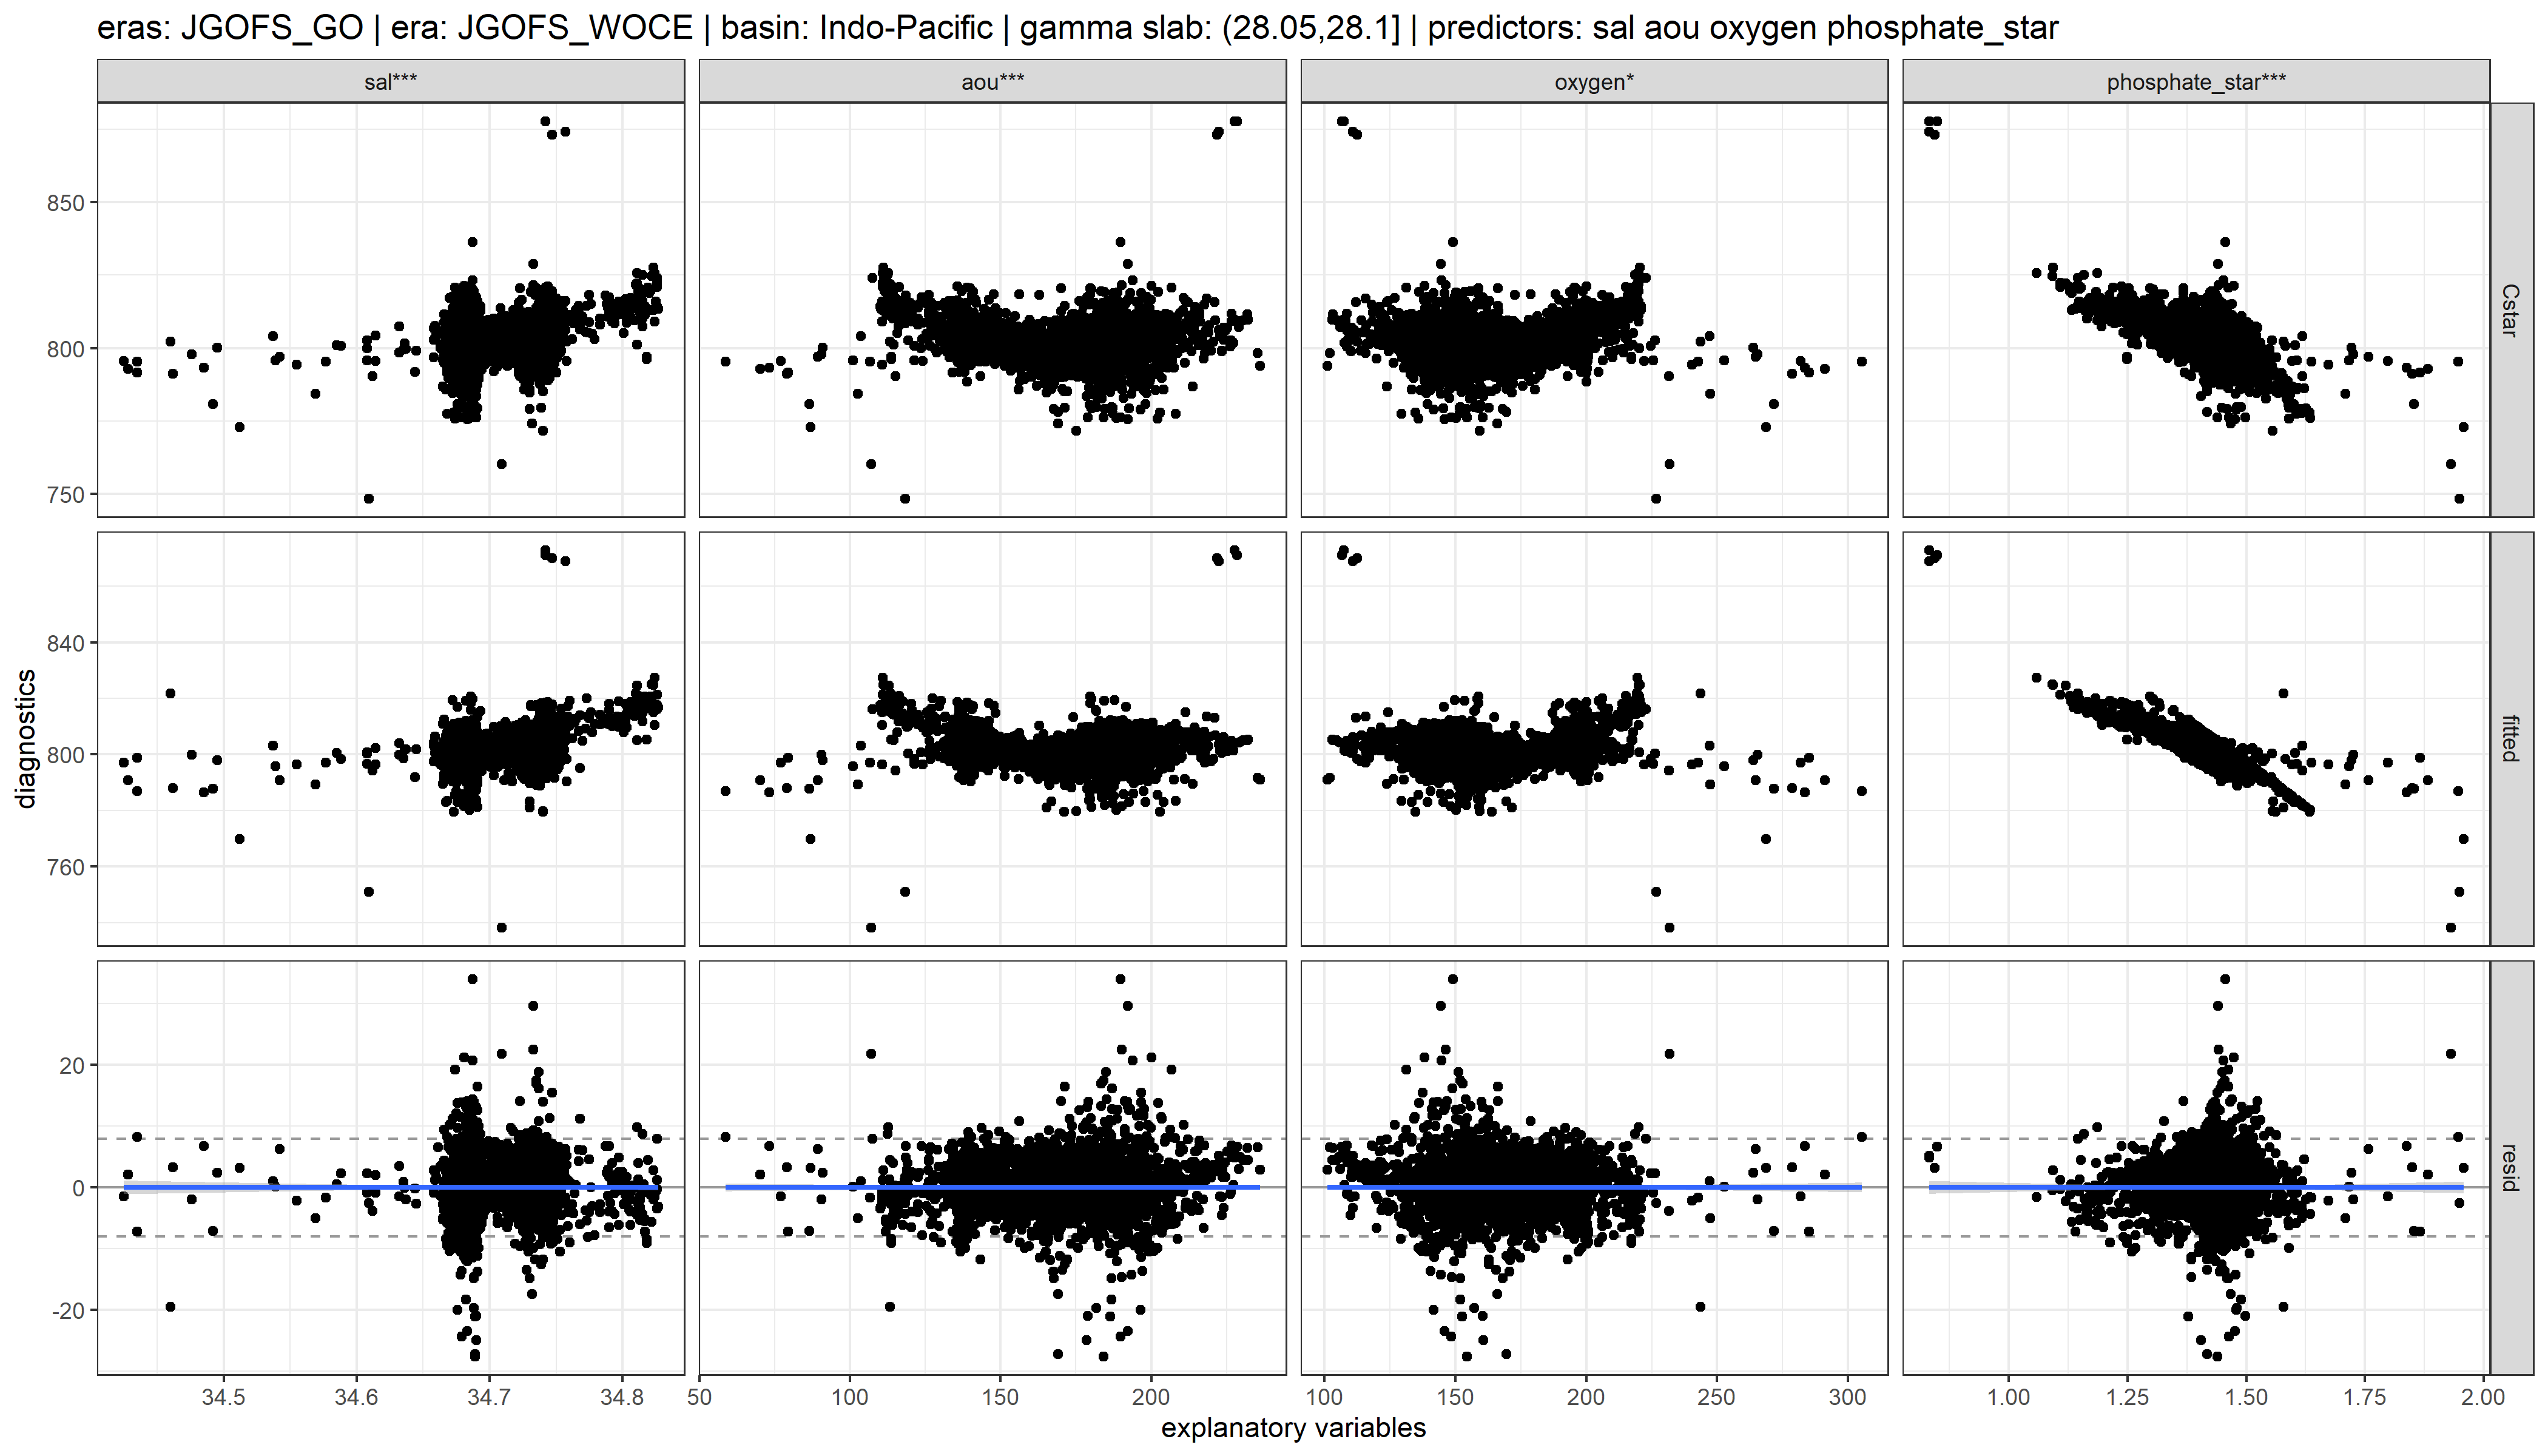 eras: JGOFS_GO | era: JGOFS_WOCE | basin: Indo-Pacific | gamma slab: (28.05,28.1] | predictors: sal aou oxygen phosphate_star
sal*** aou*** oxygen* phosphate_star***
850
800
750
Cstar
840
800
760
fitted
diagnostics
20
0
-20
resid
34.5 34.6 34.7 34.8 50 100 150 200 100 150 200 250 300 1.00 1.25 1.50 1.75 2.00
explanatory variables